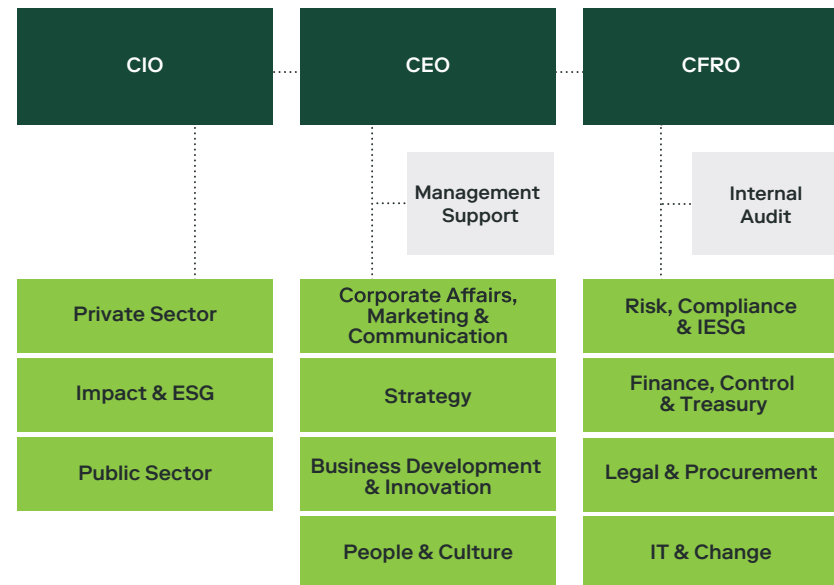 CIO
CEO
CFRO
Management
Support
Internal
Audit
Private Sector
Impact & ESG
Public Sector
Corporate Affairs,
Marketing &
Communication
Strategy
Business Development
& Innovation
People & Culture
Risk, Compliance
& IESG
Finance, Control
& Treasury
Legal & Procurement
IT & Change